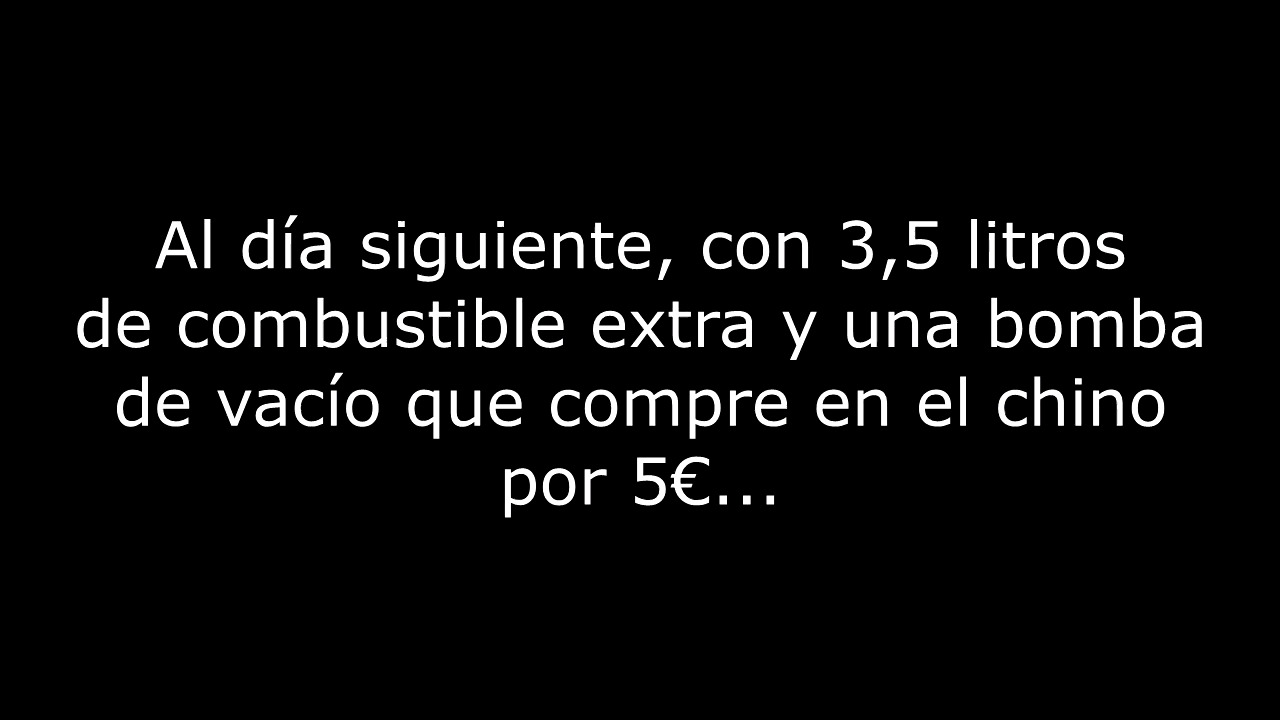 Al día siguiente, con 3,5 litros
de combustible extra y una bomba
de vacío que compre en el chino
por 5€...